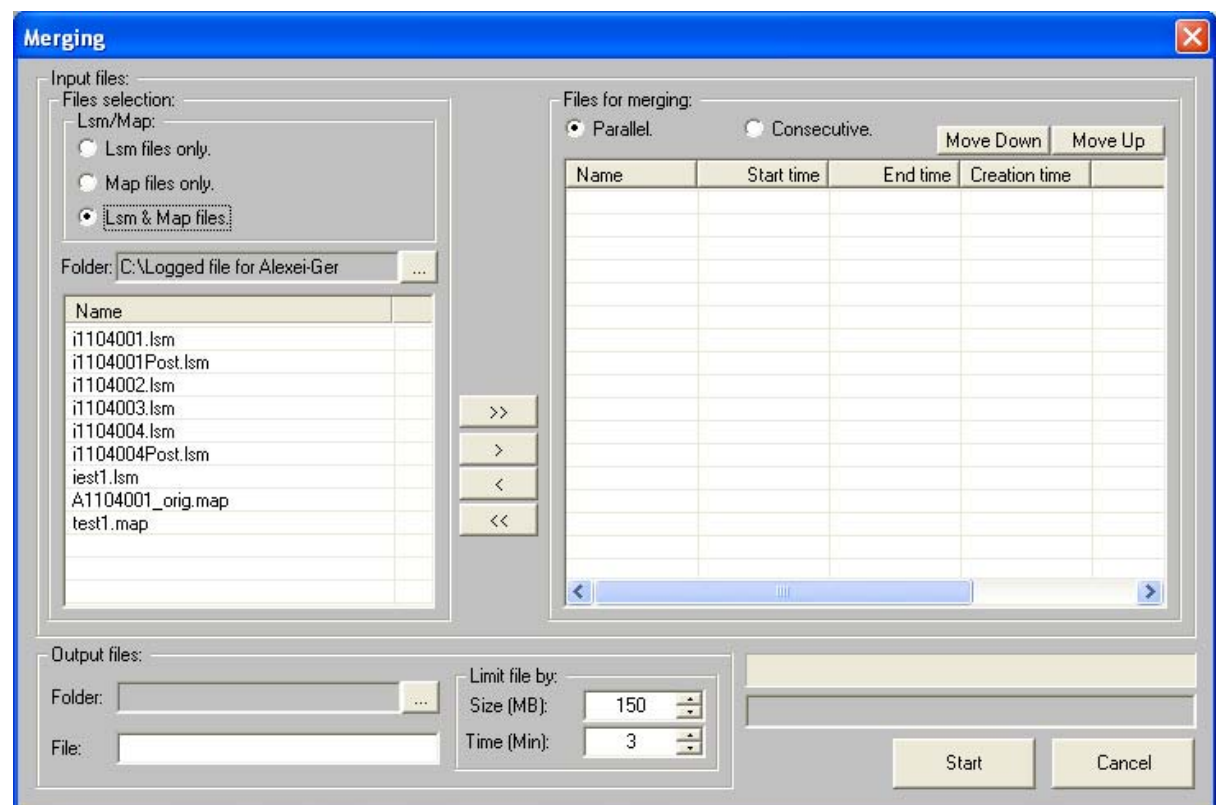 Merging
Input files:
Files selection:
Lsm/Map:
Lsm files only.
Map files only.
Lsm & Map files.
Folder: C:\Logged file for Alexei-Ger ...
Name
i1104001.lsm
i1104001Post.lsm
i1104002.lsm
i1104003.lsm
i1104004.lsm
i1104004Post.lsm
iest1.lsm
A1104001_orig.map
test1.map
>>
>
<
<<
Files for merging:
Parallel. Consecutive.
Move Down Move Up
Name Start time End time Creation time
Output files:
Folder: ...
File:
Limit file by:
Size (MB): 150
Time (Min): 3
Start Cancel